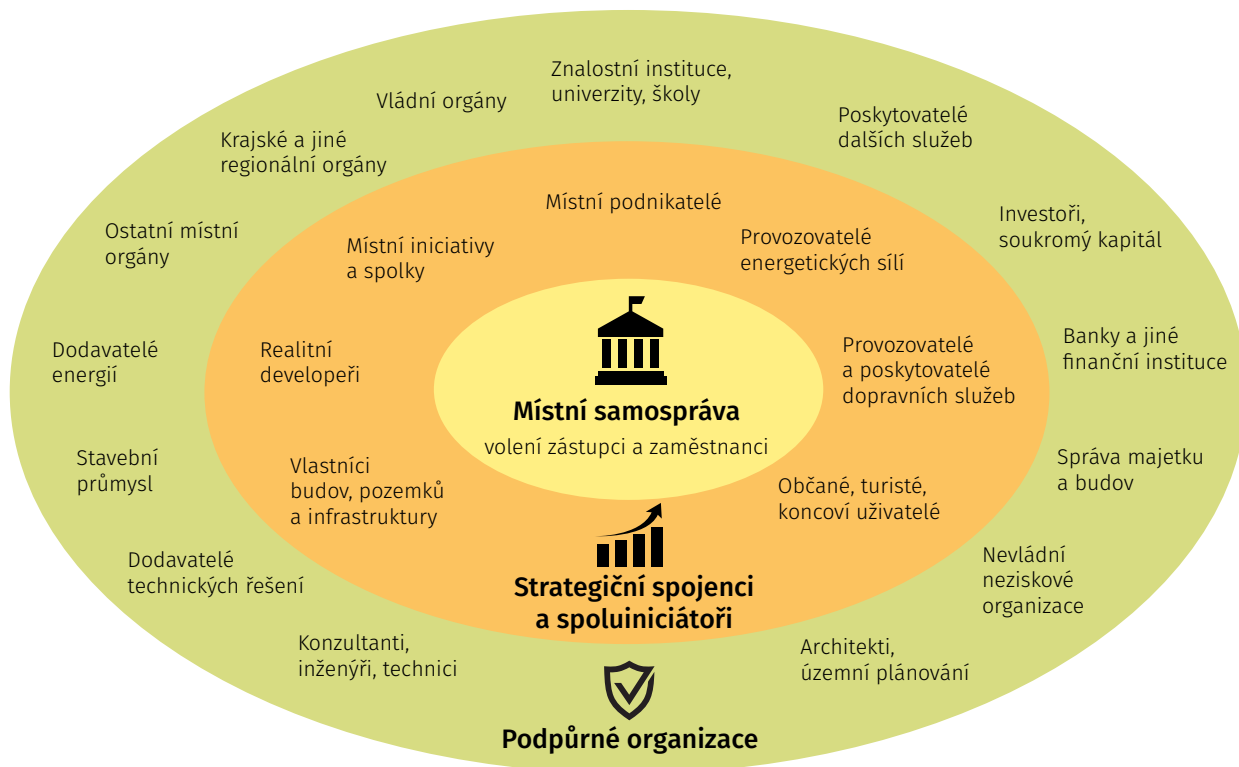 Znalostní instituce,
univerzity, školy
Vládní orgány
Poskytovatelé
dalších služeb
Krajské a jiné
regionální orgány
Místní podnikatelé
Investoři,
soukromý kapitál
Ostatní místní
orgány
Místní iniciativy
a spolky
Provozovatelé
energetických sílí
Dodavatelé
energií
Realitní
developeři
Provozovatelé
a poskytovatelé
dopravních služeb
Banky a jiné
finanční instituce
Místní samospráva
volení zástupci a zaměstnanci
Stavební
průmysl
Vlastníci
budov, pozemků
a infrastruktury
Občané, turisté,
koncoví uživatelé
Správa majetku
a budov
Dodavatelé
technických řešení
Strategiční spojenci
a spoluiniciátoři
Nevládní
neziskové
organizace
Konzultanti,
inženýři, technici
Architekti,
územní plánování
Podpůrné organizace